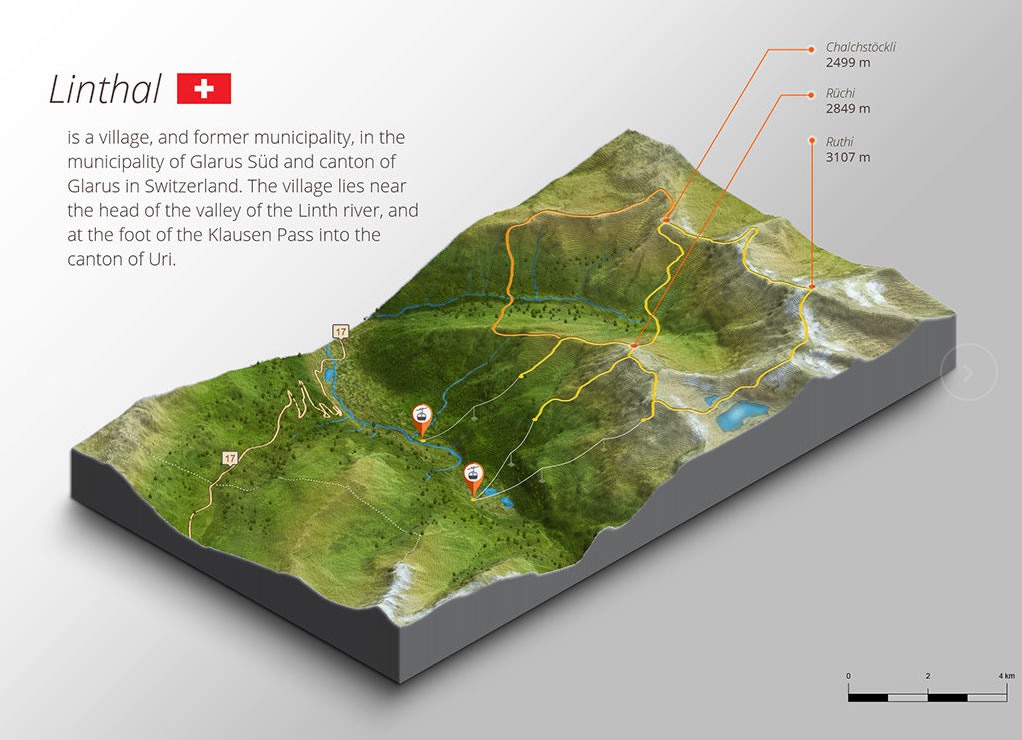 Linthal
is a village, and former municipality, in the
municipality of Glarus Süd and canton of
Glarus in Switzerland. The village lies near
the head of the valley of the Linth river, and
at the foot of the Klausen Pass into the
canton of Uri.
Chalchstöckli
2499 m
Rüchi
2849 m
Ruthi
3107 m
17
17
0 2 4 km